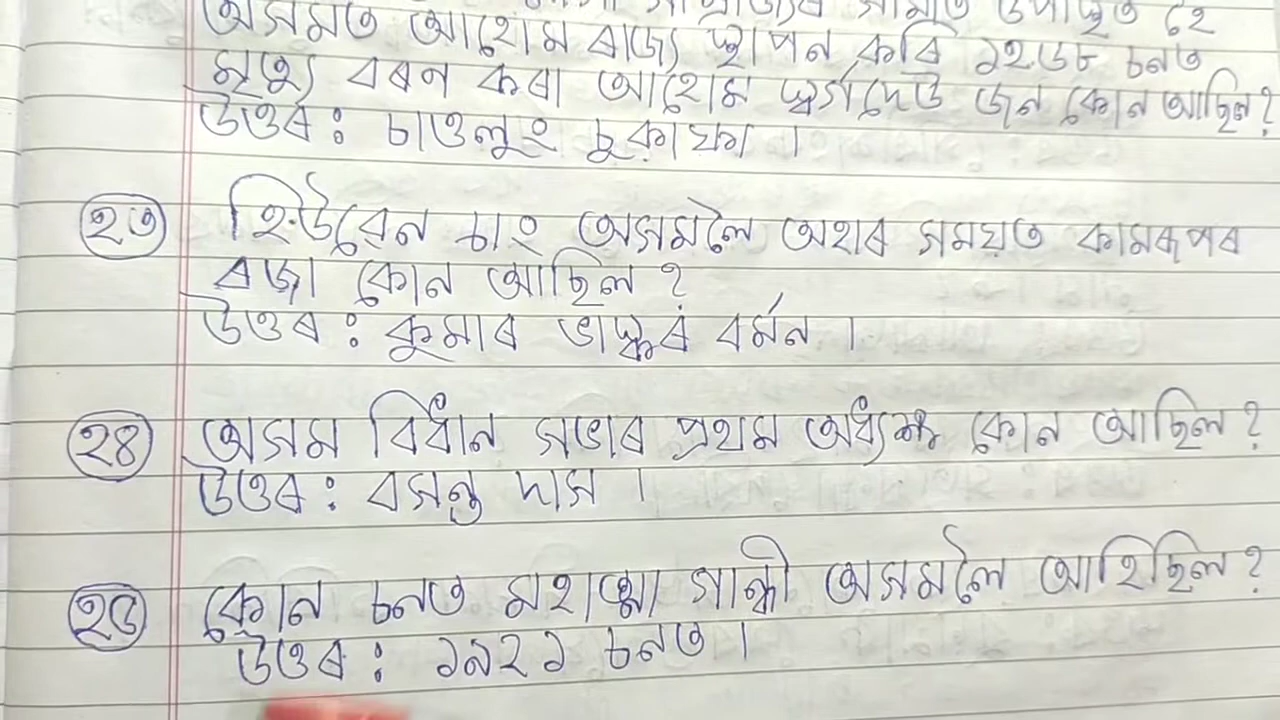 উপাধৃত হৈ
অসমত আহোম ৰাজ্য স্থাপন কৰি ১২৬৮ চনত
মৃত্যু বৰণ কৰা আহোম স্বৰ্গদেউ জন কোন আছিল?
উত্তৰ : চাওলুং চুকাফা ।
২৩ হিউৱেন চাং অসমলৈ অহাৰ সময়ত কামৰূপৰ
ৰজা কোন আছিল ?
উত্তৰ : কুমাৰ ভাস্কৰ বৰ্মন ।
২৪ অসম বিধান সভাৰ প্ৰথম অধ্যক্ষ কোন আছিল ?
উত্তৰ : বসন্ত দাস ।
২৫ কোন চনত মহাত্মা গান্ধী অসমলৈ আহিছিল ?
উত্তৰ : ১৯২১ চনত ।